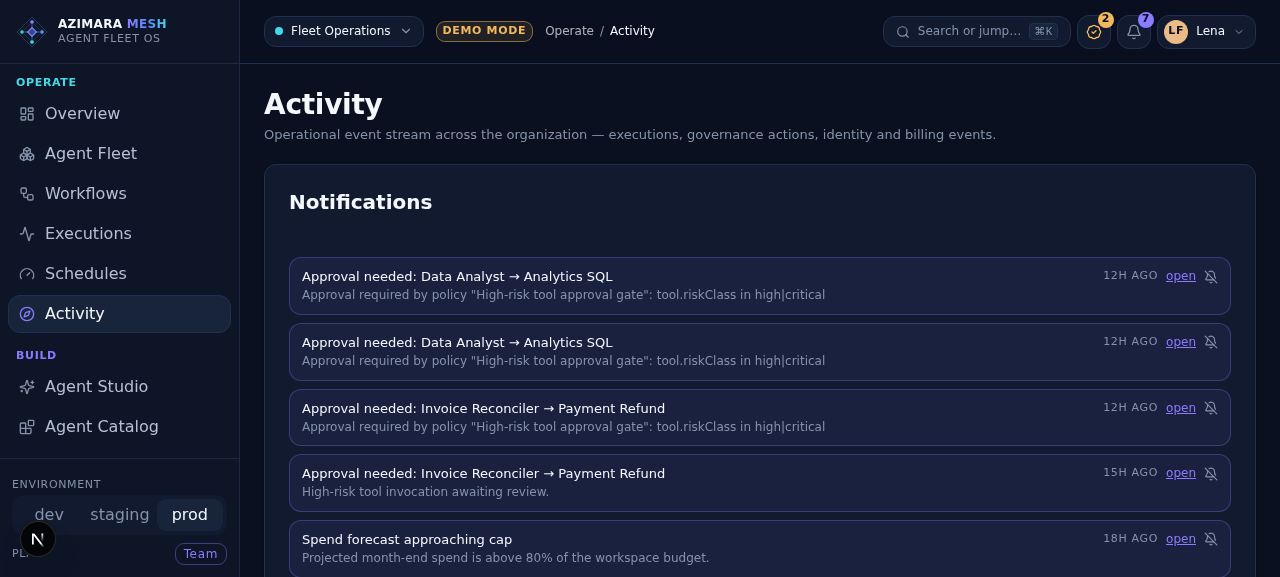 AZIMARA MESH
AGENT FLEET OS
Fleet Operations
DEMO MODE
Operate / Activity
Search or jump… ⌘K
2
7
LF
Lena
OPERATE
Overview
Agent Fleet
Workflows
Executions
Schedules
Activity
BUILD
Agent Studio
Agent Catalog
ENVIRONMENT
dev
staging
prod
N
Team
Activity
Operational event stream across the organization — executions, governance actions, identity and billing events.
Notifications
Approval needed: Data Analyst → Analytics SQL
12H AGO open
Approval required by policy "High-risk tool approval gate": tool.riskClass in high|critical
Approval needed: Data Analyst → Analytics SQL
12H AGO open
Approval required by policy "High-risk tool approval gate": tool.riskClass in high|critical
Approval needed: Invoice Reconciler → Payment Refund
12H AGO open
Approval required by policy "High-risk tool approval gate": tool.riskClass in high|critical
Approval needed: Invoice Reconciler → Payment Refund
15H AGO open
High-risk tool invocation awaiting review.
Spend forecast approaching cap
18H AGO open
Projected month-end spend is above 80% of the workspace budget.